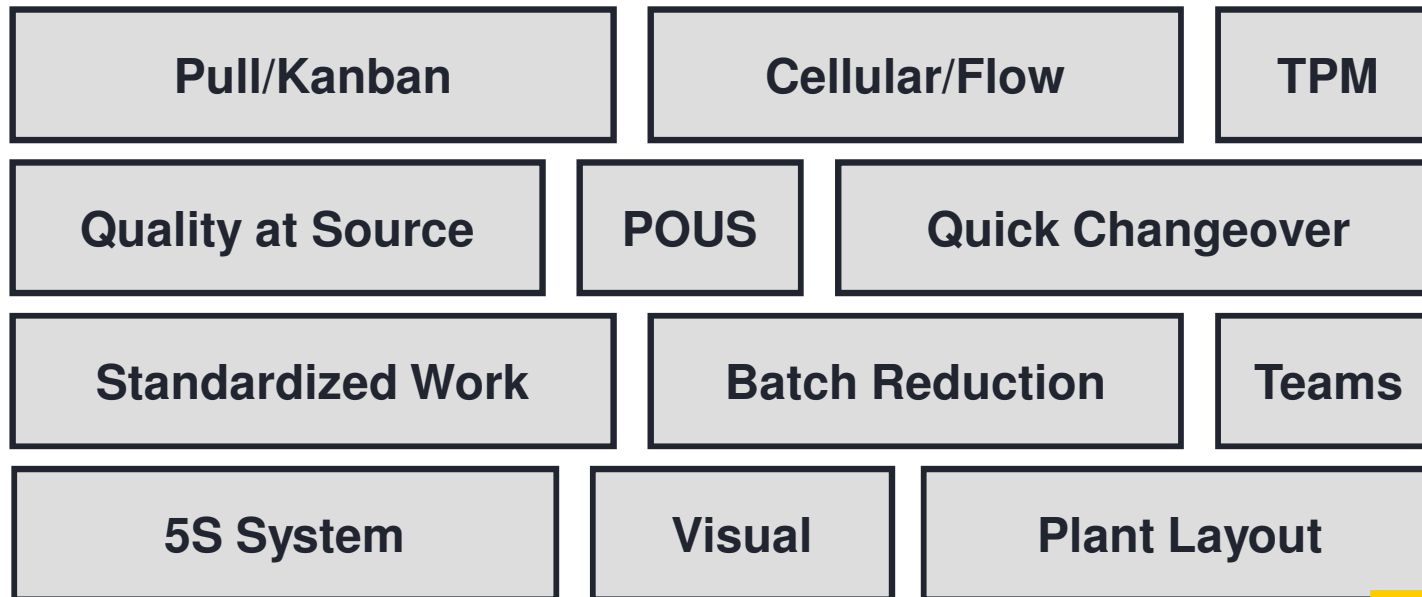 Pull/Kanban Cellular/Flow TPM
Quality at Source POUS Quick Changeover
Standardized Work Batch Reduction Teams
5S System Visual Plant Layout